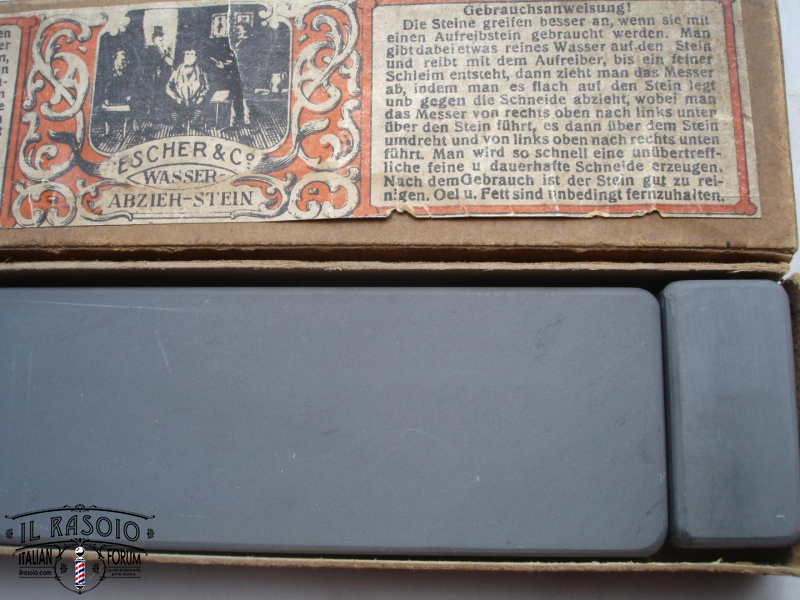 Gebrauchsanweisung!
Die Steine greifen besser an, wenn sie mit
einen Aufreibstein gebraucht werden. Man
gibt dabei etwas reines Wasser auf den Stein
und reibt mit dem Aufreiber, bis ein feiner
Schleim entsteht, dann zieht man das Messer
ab, indem man es flach auf den Stein legt
unb gegen die Schneide abzieht, wobei man
das Messer von rechts oben nach links unter
über den Stein führt, es dann über dem Stein
umdreht und von links oben nach rechts unten
führt. Man wird so schnell eine unübertreff-
liche feine u dauerhafte Schneide erzeugen.
Nach dem Gebrauch ist der Stein gut zu rei-
nigen. Oel u. Fett sind unbedingt fernzuhalten.
ESCHER & Co.
WASSER-
ABZIEH-STEIN
IL RASOIO
ITALIAN FORUM
ilrasoio.com